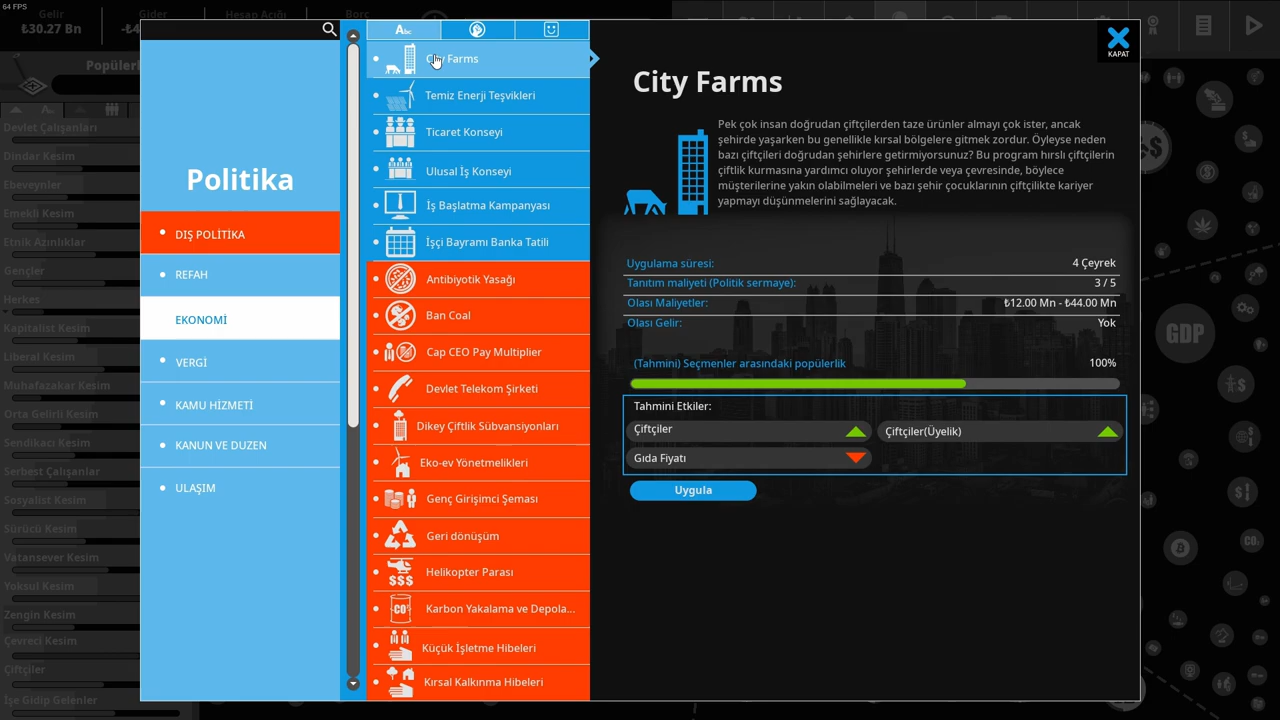 64 FPS
Gelir
Gider
Hesap Açığı
Borç
₺30.27 Bn
-₺4
Popülerl
Devlet Çalışanları
Dindar Kesim
Ebeveynler
Emekli Kesim
Etnik Azınlıklar
Gençler
Herkes
Kapitalist Kesim
Liberal Kesim
Muhafazakar Kesim
Orta Gelirli Kesim
Sendikacı Kesim
Serbest Çalışanlar
Sosyalist Kesim
Sürücü Kesim
Vatansever Kesim
Yoksul Kesim
Zengin Kesim
Çevreci Kesim
Çiftçiler
İşe Gidip Gelenler
Politika
DIŞ POLİTİKA
REFAH
EKONOMİ
VERGİ
KAMU HİZMETİ
KANUN VE DUZEN
ULAŞIM
Abc
City Farms
Temiz Enerji Teşvikleri
Ticaret Konseyi
Ulusal İş Konseyi
İş Başlatma Kampanyası
İşçi Bayramı Banka Tatili
Antibiyotik Yasağı
Ban Coal
Cap CEO Pay Multiplier
Devlet Telekom Şirketi
Dikey Çiftlik Sübvansiyonları
Eko-ev Yönetmelikleri
Genç Girişimci Şeması
Geri dönüşüm
Helikopter Parası
Karbon Yakalama ve Depola...
Küçük İşletme Hibeleri
Kırsal Kalkınma Hibeleri
KAPAT
City Farms
Pek çok insan doğrudan çiftçilerden taze ürünler almayı çok ister, ancak
şehirde yaşarken bu genellikle kırsal bölgelere gitmek zordur. Öyleyse neden
bazı çiftçileri doğrudan şehirlere getirmiyorsunuz? Bu program hırslı çiftçilerin
çiftlik kurmasına yardımcı oluyor şehirlerde veya çevresinde, böylece
müşterilerine yakın olabilmeleri ve bazı şehir çocuklarının çiftçilikte kariyer
yapmayı düşünmelerini sağlayacak.
Uygulama süresi: 4 Çeyrek
Tanıtım maliyeti (Politik sermaye): 3 / 5
Olası Maliyetler: ₺12.00 Mn - ₺44.00 Mn
Olası Gelir: Yok
(Tahmini) Seçmenler arasındaki popülerlik 100%
Tahmini Etkiler:
Çiftçiler
Çiftçiler(Üyelik)
Gıda Fiyatı
Uygula
GDP
CO₂